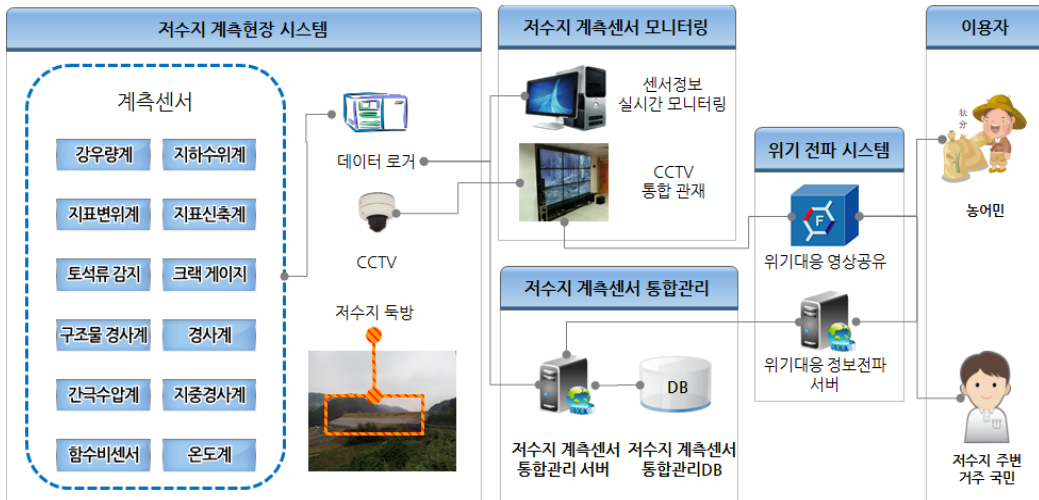 저수지 계측현장 시스템
계측센서
강우량계
지하수위계
지표변위계
지표신축계
토석류 감지
크랙 게이지
구조물 경사계
경사계
간극수압계
지중경사계
함수비센서
온도계
데이터 로거
CCTV
저수지 둑방
저수지 계측센서 모니터링
센서정보
실시간 모니터링
CCTV
통합 관재
저수지 계측센서 통합관리
DB
저수지 계측센서
통합관리 서버
저수지 계측센서
통합관리DB
위기 전파 시스템
F
위기대응 영상공유
위기대응 정보전파
서버
이용자
秋
分
농어민
저수지 주변
거주 국민